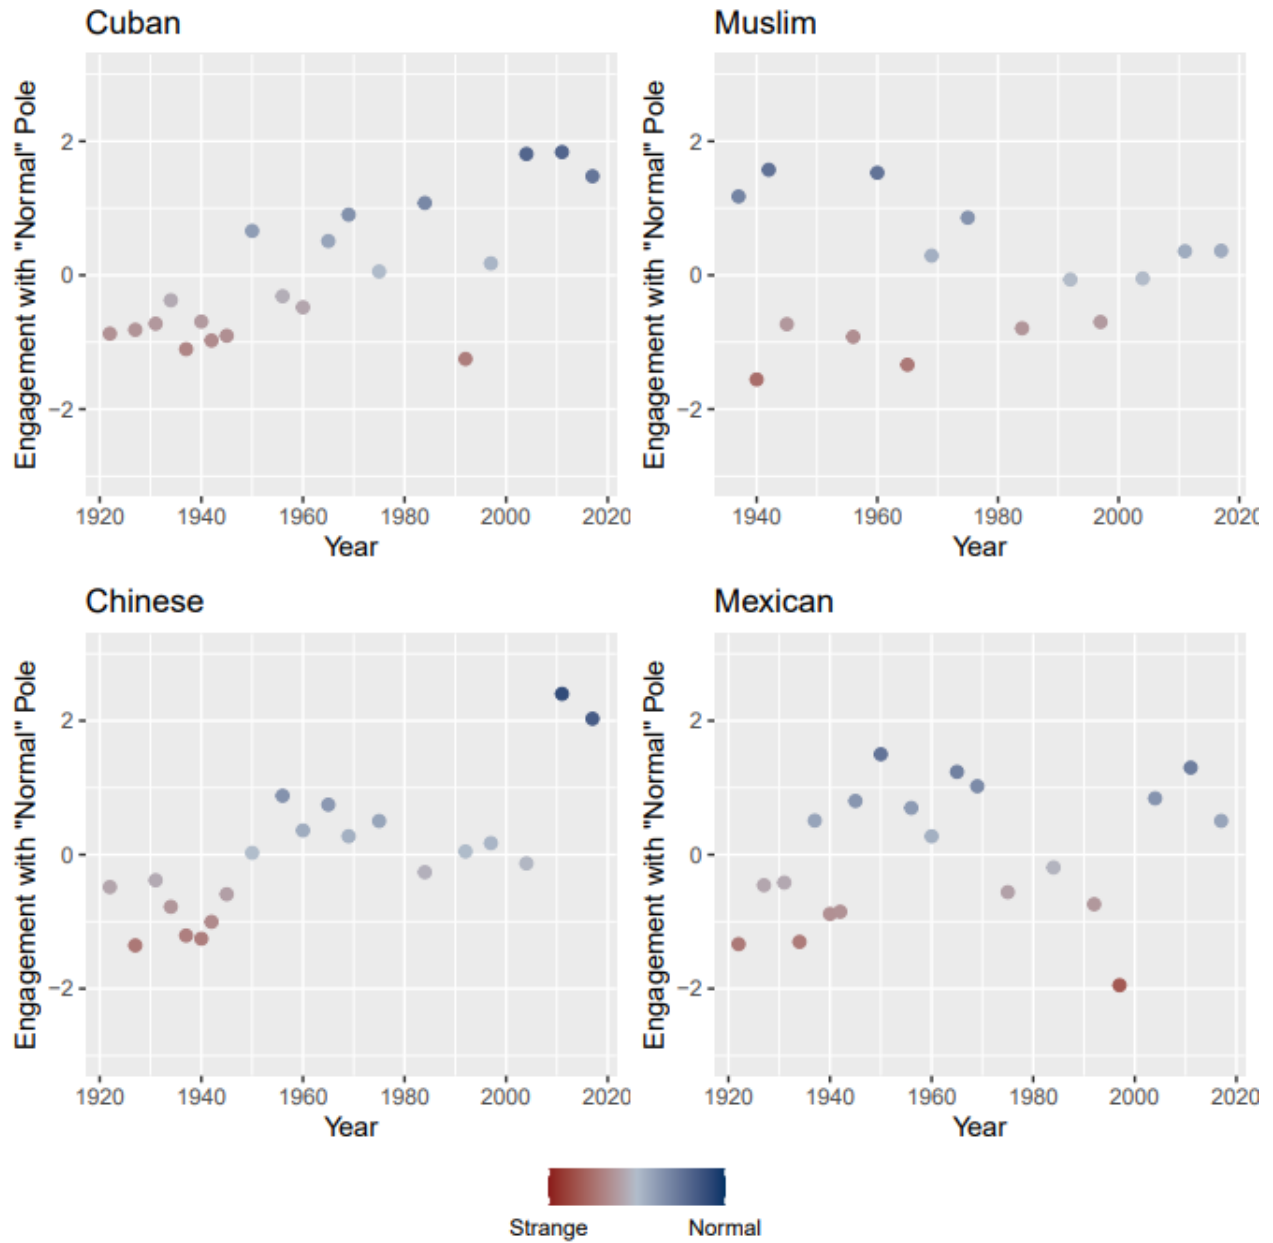 Cuban
Muslim
Engagement with "Normal" Pole
2
0
−2
1920 1940 1960 1980 2000 2020
Year
Engagement with "Normal" Pole
2
0
−2
1940 1960 1980 2000 2020
Year
Chinese
Mexican
Engagement with "Normal" Pole
2
0
−2
1920 1940 1960 1980 2000 2020
Year
Engagement with "Normal" Pole
2
0
−2
1920 1940 1960 1980 2000 2020
Year
Strange Normal